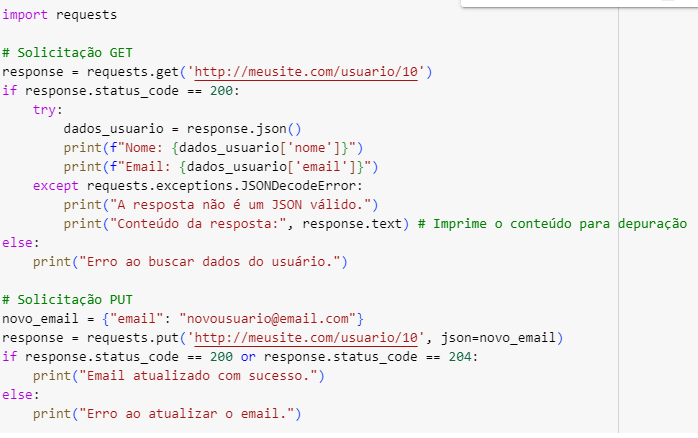 import requests
# Solicitação GET
response = requests.get('http://meusite.com/usuario/10')
if response.status_code == 200:
    try:
        dados_usuario = response.json()
        print(f"Nome: {dados_usuario['nome']}")
        print(f"Email: {dados_usuario['email']}")
    except requests.exceptions.JSONDecodeError:
        print("A resposta não é um JSON válido.")
        print("Conteúdo da resposta:", response.text) # Imprime o conteúdo para depuração
else:
    print("Erro ao buscar dados do usuário.")
# Solicitação PUT
novo_email = {"email": "novousuario@email.com"}
response = requests.put('http://meusite.com/usuario/10', json=novo_email)
if response.status_code == 200 or response.status_code == 204:
    print("Email atualizado com sucesso.")
else:
    print("Erro ao atualizar o email.")